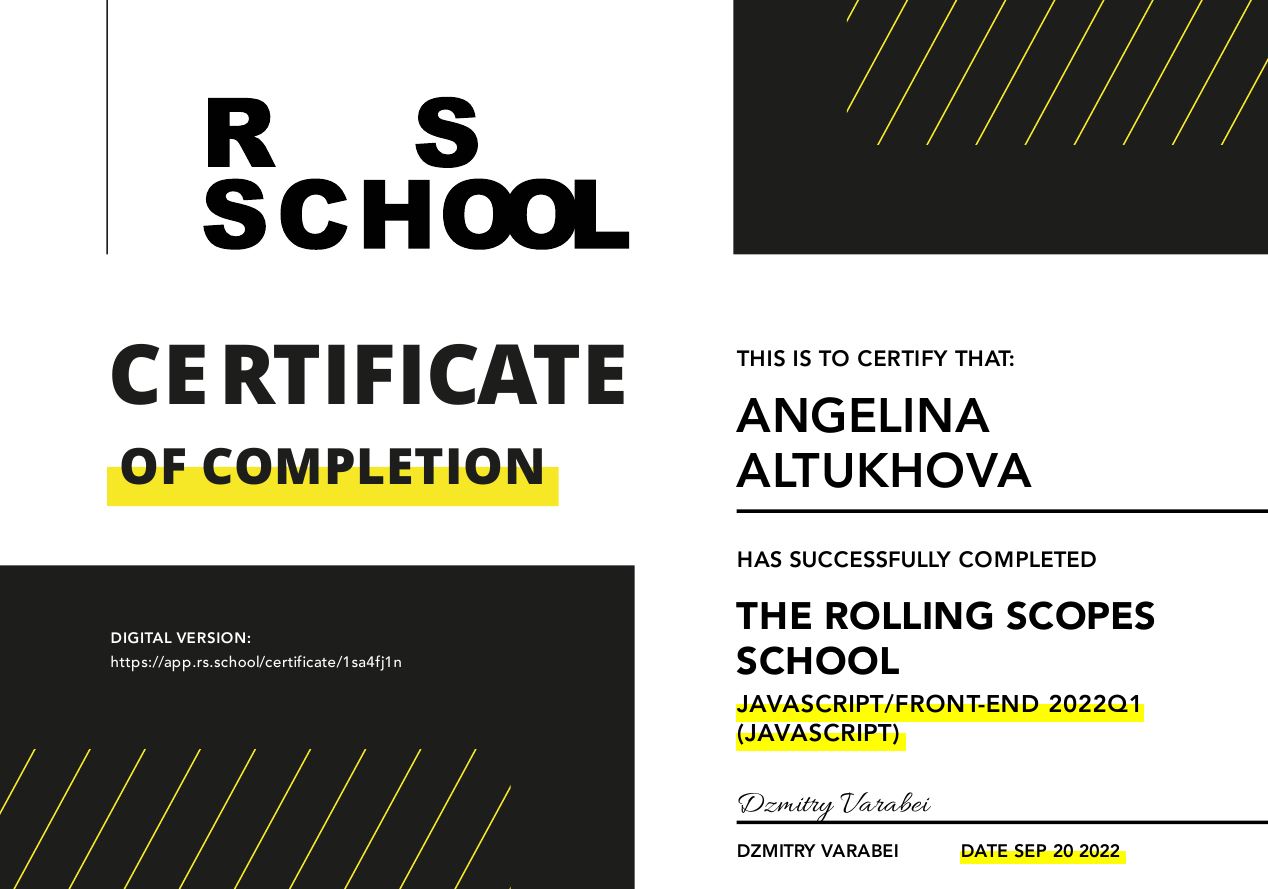 RS
SCHOOL
CERTIFICATE
OF COMPLETION
DIGITAL VERSION:
https://app.rs.school/certificate/1sa4fj1n
THIS IS TO CERTIFY THAT:
ANGELINA
ALTUKHOVA
HAS SUCCESSFULLY COMPLETED
THE ROLLING SCOPES
SCHOOL
JAVASCRIPT/FRONT-END 2022Q1
(JAVASCRIPT)
Dzmitry Varabei
DZMITRY VARABEI DATE SEP 20 2022